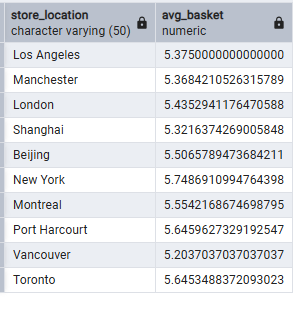 store_location avg_basket
character varying (50) numeric
Los Angeles 5.3750000000000000
Manchester 5.3684210526315789
London 5.4352941176470588
Shanghai 5.3216374269005848
Beijing 5.5065789473684211
New York 5.7486910994764398
Montreal 5.5542168674698795
Port Harcourt 5.6459627329192547
Vancouver 5.2037037037037037
Toronto 5.6453488372093023